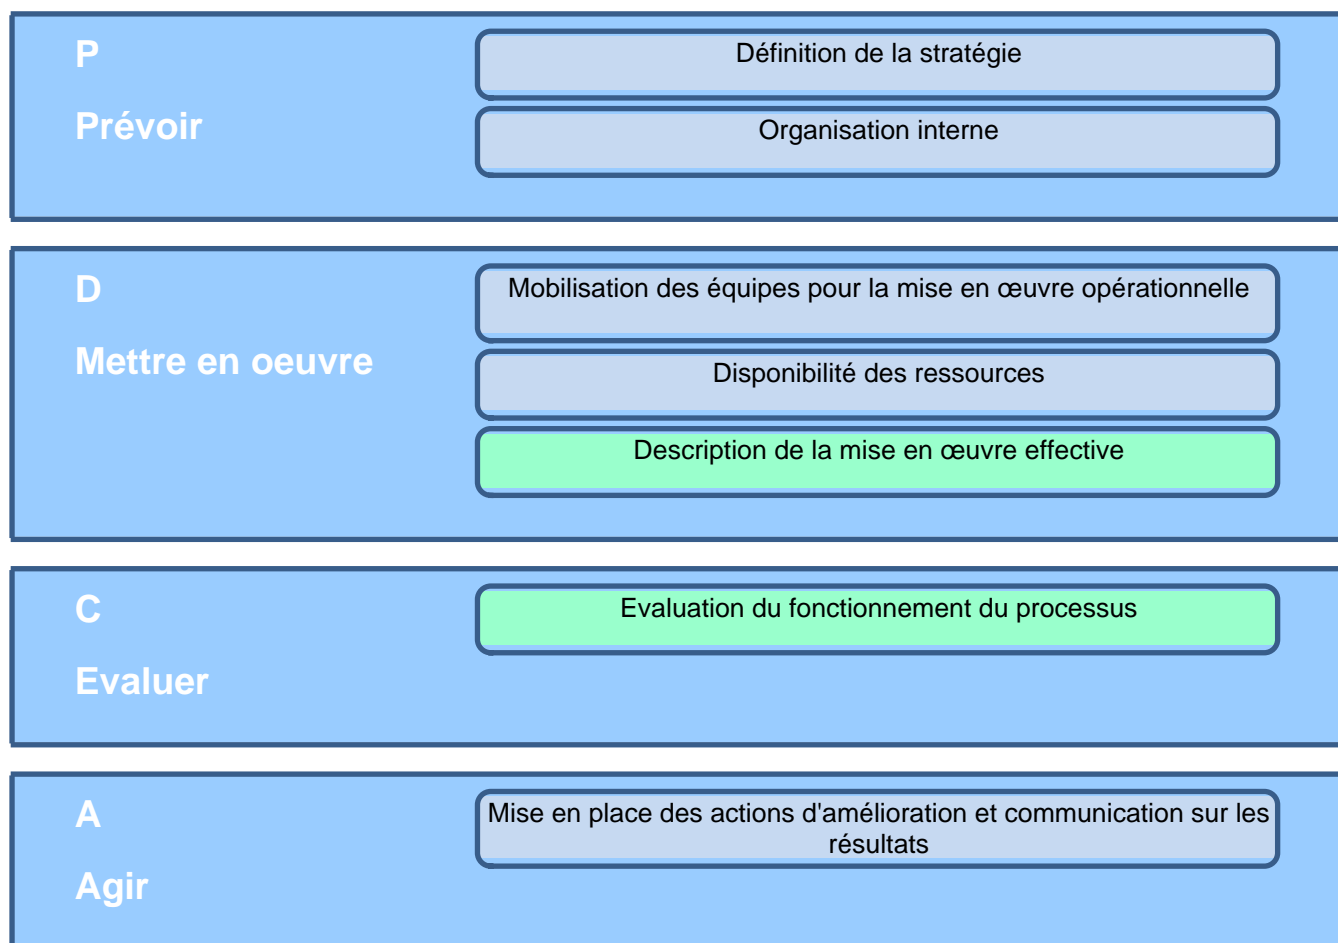 P
Prévoir
Définition de la stratégie
Organisation interne
D
Mettre en oeuvre
Mobilisation des équipes pour la mise en œuvre opérationnelle
Disponibilité des ressources
Description de la mise en œuvre effective
C
Evaluer
Evaluation du fonctionnement du processus
A
Agir
Mise en place des actions d'amélioration et communication sur les
résultats